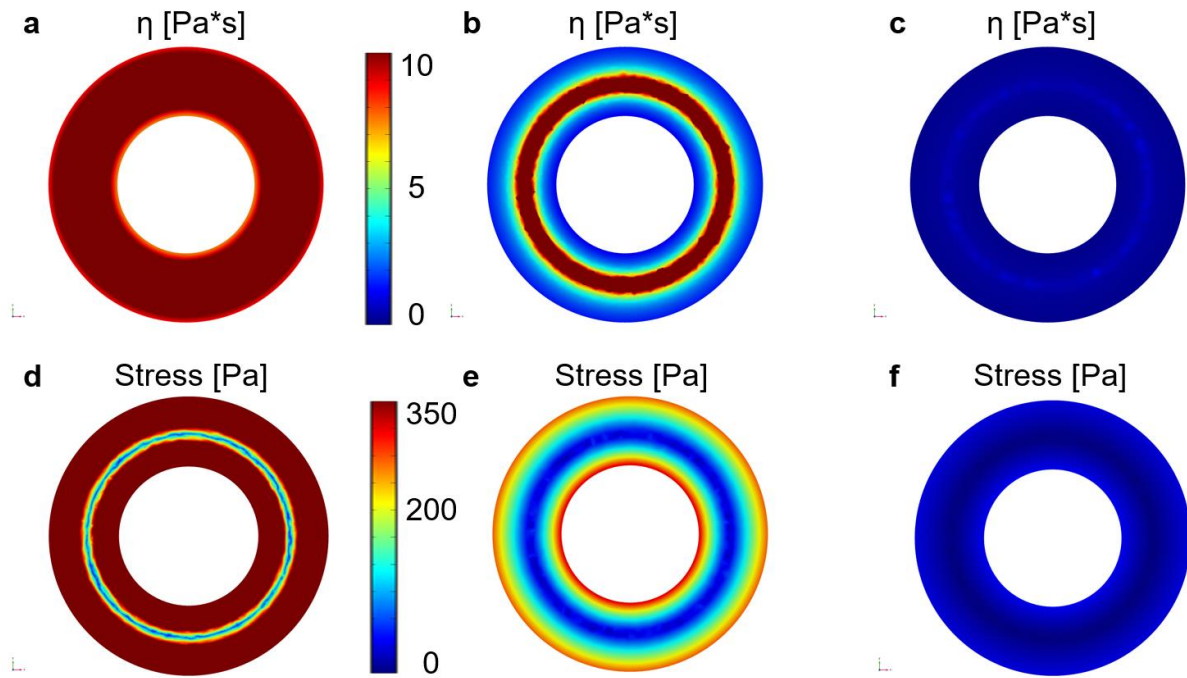 a η [Pa*s]
b η [Pa*s]
c η [Pa*s]
10
5
0
d Stress [Pa]
e Stress [Pa]
f Stress [Pa]
350
200
0